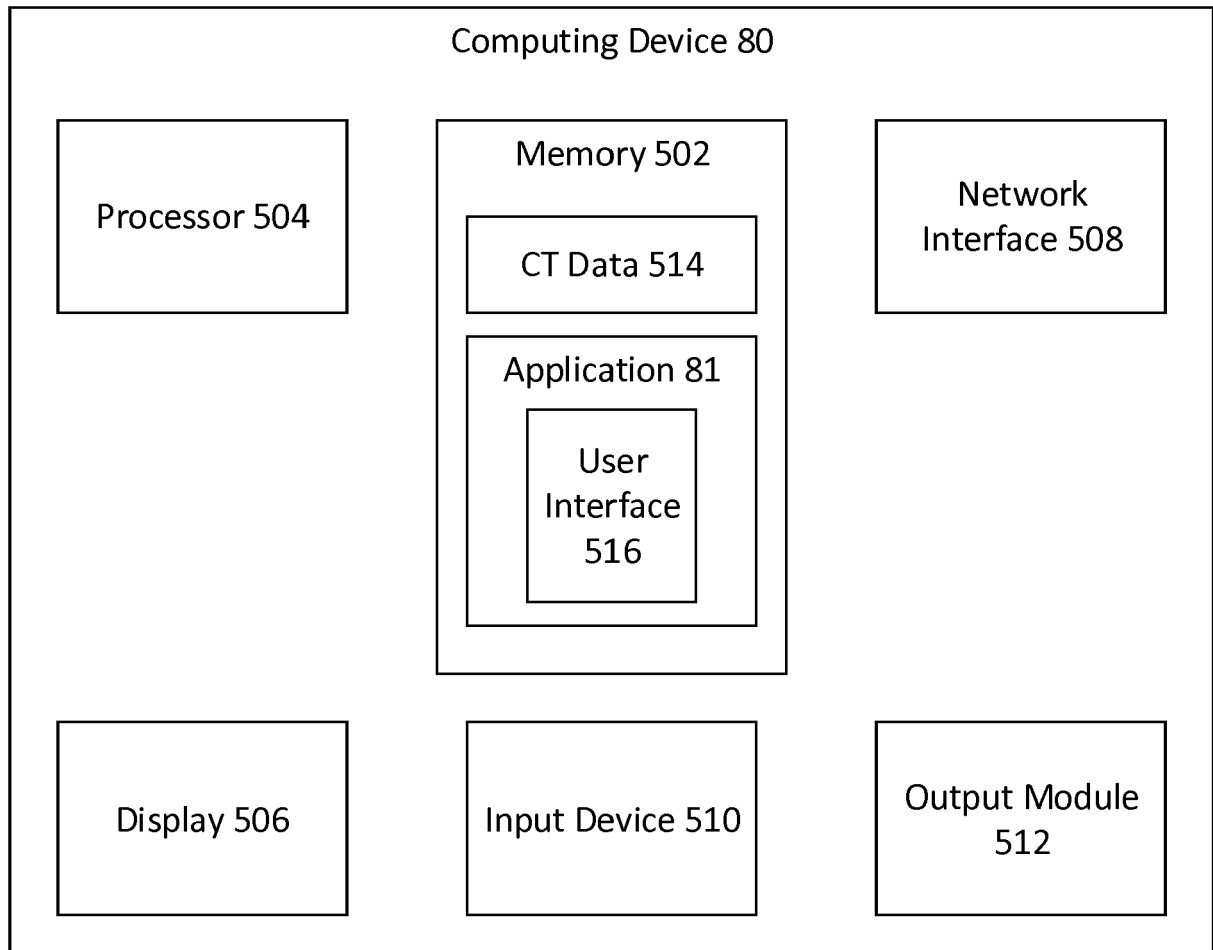 Computing Device 80
Processor 504
Memory 502
CT Data 514
Application 81
User
Interface
516
Network
Interface 508
Display 506
Input Device 510
Output Module
512